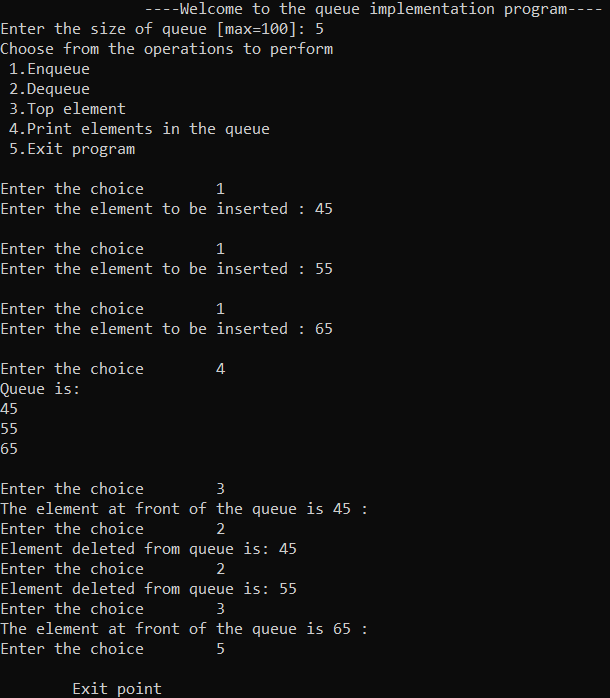 ----Welcome to the queue implementation program----
Enter the size of queue [max=100]: 5
Choose from the operations to perform
1.Enqueue
2.Dequeue
3.Top element
4.Print elements in the queue
5.Exit program
Enter the choice 1
Enter the element to be inserted : 45
Enter the choice 1
Enter the element to be inserted : 55
Enter the choice 1
Enter the element to be inserted : 65
Enter the choice 4
Queue is:
45
55
65
Enter the choice 3
The element at front of the queue is 45 :
Enter the choice 2
Element deleted from queue is: 45
Enter the choice 2
Element deleted from queue is: 55
Enter the choice 3
The element at front of the queue is 65 :
Enter the choice 5
Exit point